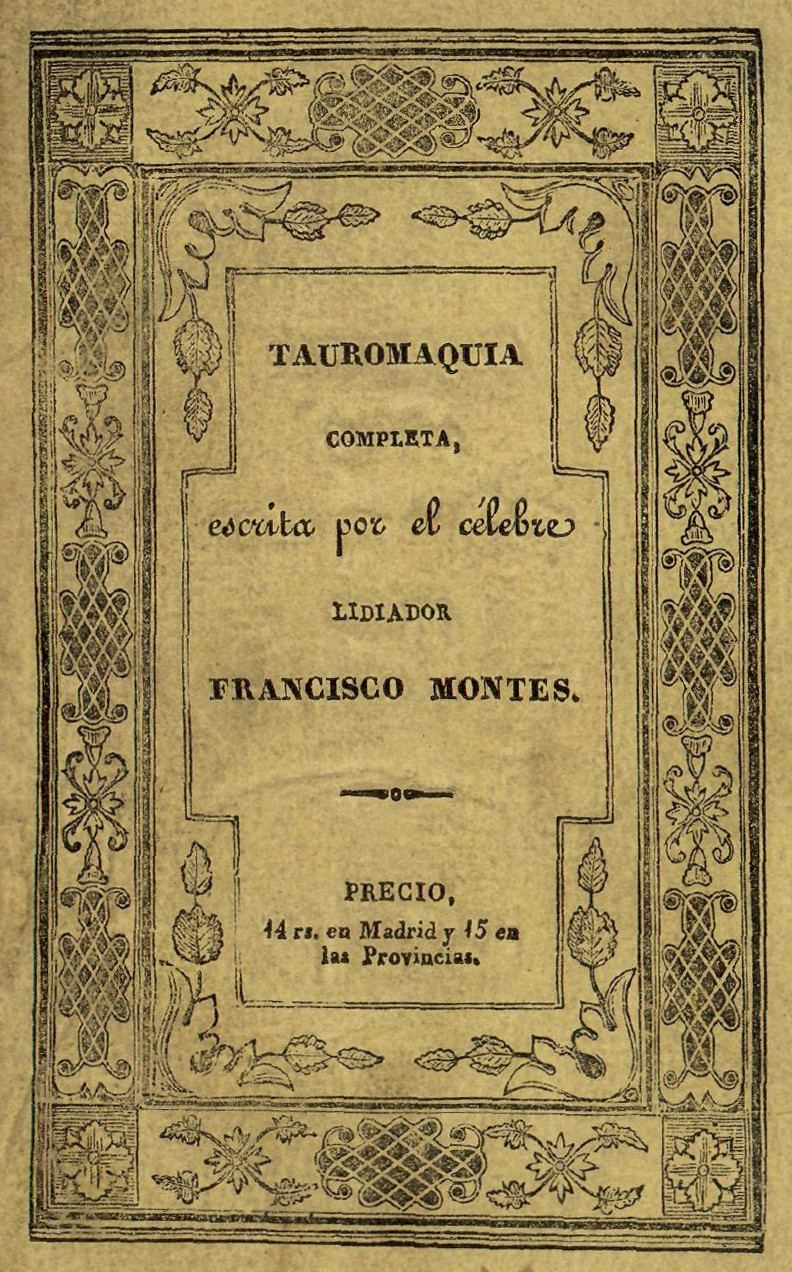 TAUROMAQUIA
COMPLETA,
escrita por el célebre
LIDIADOR
FRANCISCO MONTES.
PRECIO,
14 rs. en Madrid y 15 en
las Provincias.